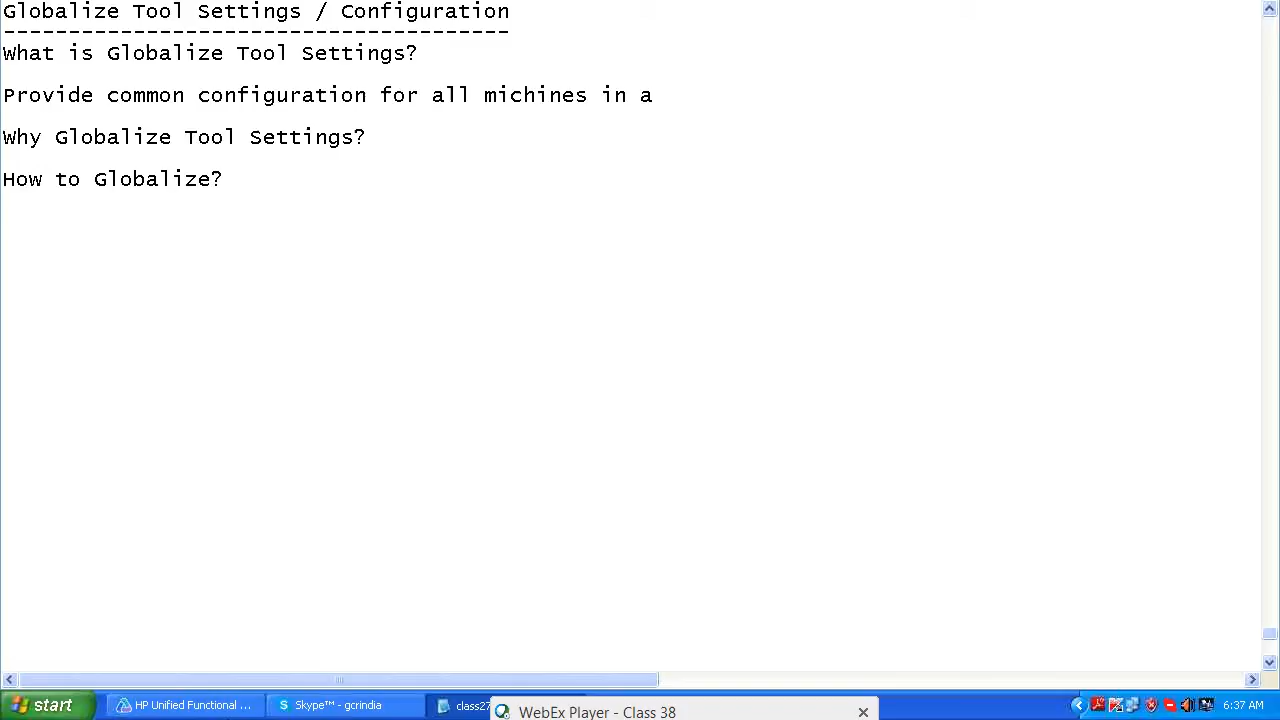 Globalize Tool Settings / Configuration
---------------------------------------
What is Globalize Tool Settings?
Provide common configuration for all michines in a
Why Globalize Tool Settings?
How to Globalize?
start
HP Unified Functional ...
Skype™ - gcrindia
class27
WebEx Player - Class 38
6:37 AM